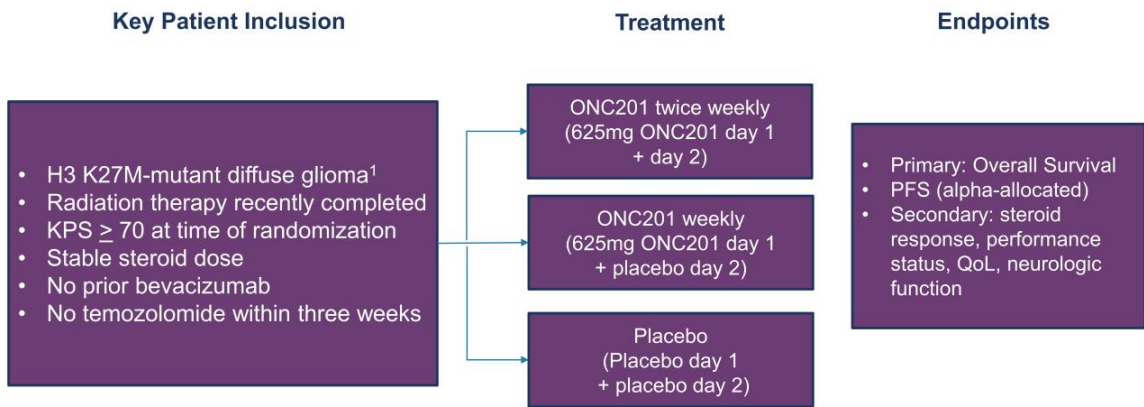 Key Patient Inclusion
Treatment
Endpoints
• H3 K27M-mutant diffuse glioma¹
• Radiation therapy recently completed
• KPS ≥ 70 at time of randomization
• Stable steroid dose
• No prior bevacizumab
• No temozolomide within three weeks
ONC201 twice weekly
(625mg ONC201 day 1
+ day 2)
ONC201 weekly
(625mg ONC201 day 1
+ placebo day 2)
Placebo
(Placebo day 1
+ placebo day 2)
• Primary: Overall Survival
• PFS (alpha-allocated)
• Secondary: steroid
response, performance
status, QoL, neurologic
function